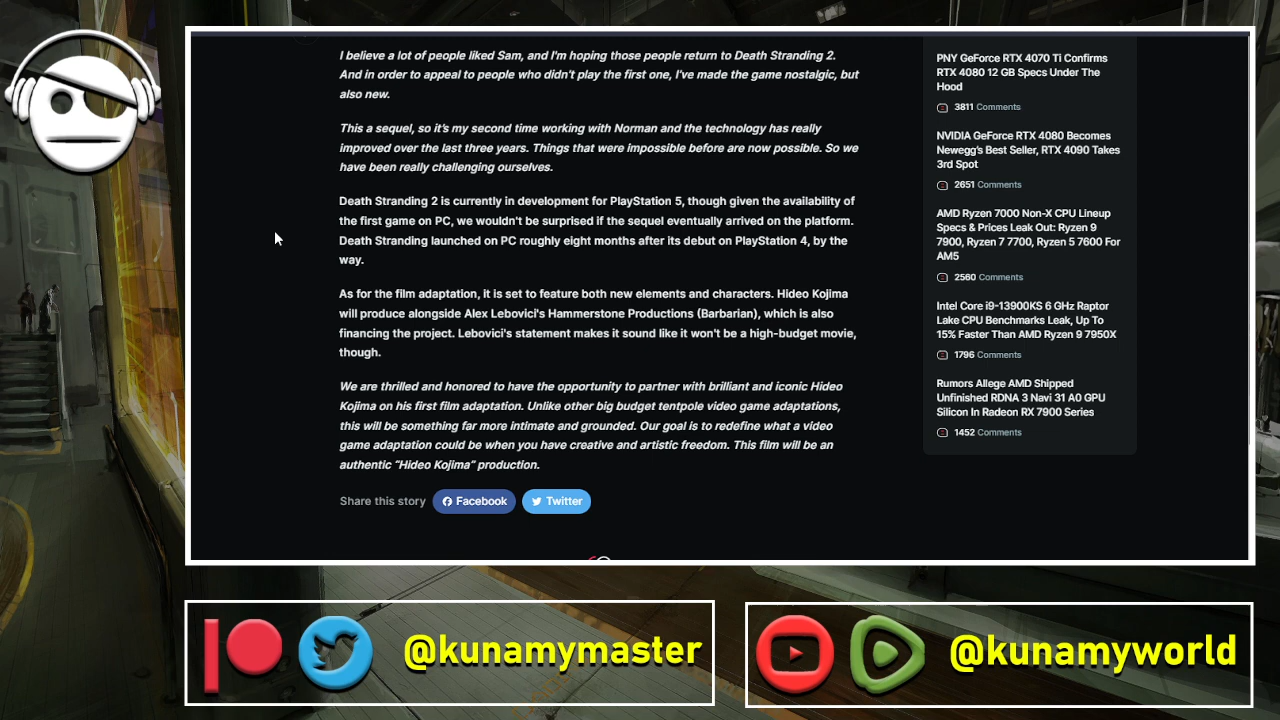 I believe a lot of people liked Sam, and I'm hoping those people return to Death Stranding 2.
And in order to appeal to people who didn't play the first one, I've made the game nostalgic, but
also new.
This a sequel, so it's my second time working with Norman and the technology has really
improved over the last three years. Things that were impossible before are now possible. So we
have been really challenging ourselves.
Death Stranding 2 is currently in development for PlayStation 5, though given the availability of
the first game on PC, we wouldn't be surprised if the sequel eventually arrived on the platform.
Death Stranding launched on PC roughly eight months after its debut on PlayStation 4, by the
way.
As for the film adaptation, it is set to feature both new elements and characters. Hideo Kojima
will produce alongside Alex Lebovici's Hammerstone Productions (Barbarian), which is also
financing the project. Lebovici's statement makes it sound like it won't be a high-budget movie,
though.
We are thrilled and honored to have the opportunity to partner with brilliant and iconic Hideo
Kojima on his first film adaptation. Unlike other big budget tentpole video game adaptations,
this will be something far more intimate and grounded. Our goal is to redefine what a video
game adaptation could be when you have creative and artistic freedom. This film will be an
authentic “Hideo Kojima” production.
Share this story
Facebook
Twitter
PNY GeForce RTX 4070 Ti Confirms
RTX 4080 12 GB Specs Under The
Hood
3811 Comments
NVIDIA GeForce RTX 4080 Becomes
Newegg's Best Seller, RTX 4090 Takes
3rd Spot
2651 Comments
AMD Ryzen 7000 Non-X CPU Lineup
Specs & Prices Leak Out: Ryzen 9
7900, Ryzen 7 7700, Ryzen 5 7600 For
AM5
2560 Comments
Intel Core i9-13900KS 6 GHz Raptor
Lake CPU Benchmarks Leak, Up To
15% Faster Than AMD Ryzen 9 7950X
1796 Comments
Rumors Allege AMD Shipped
Unfinished RDNA 3 Navi 31 A0 GPU
Silicon In Radeon RX 7900 Series
1452 Comments
@kunamymaster
@kunamyworld